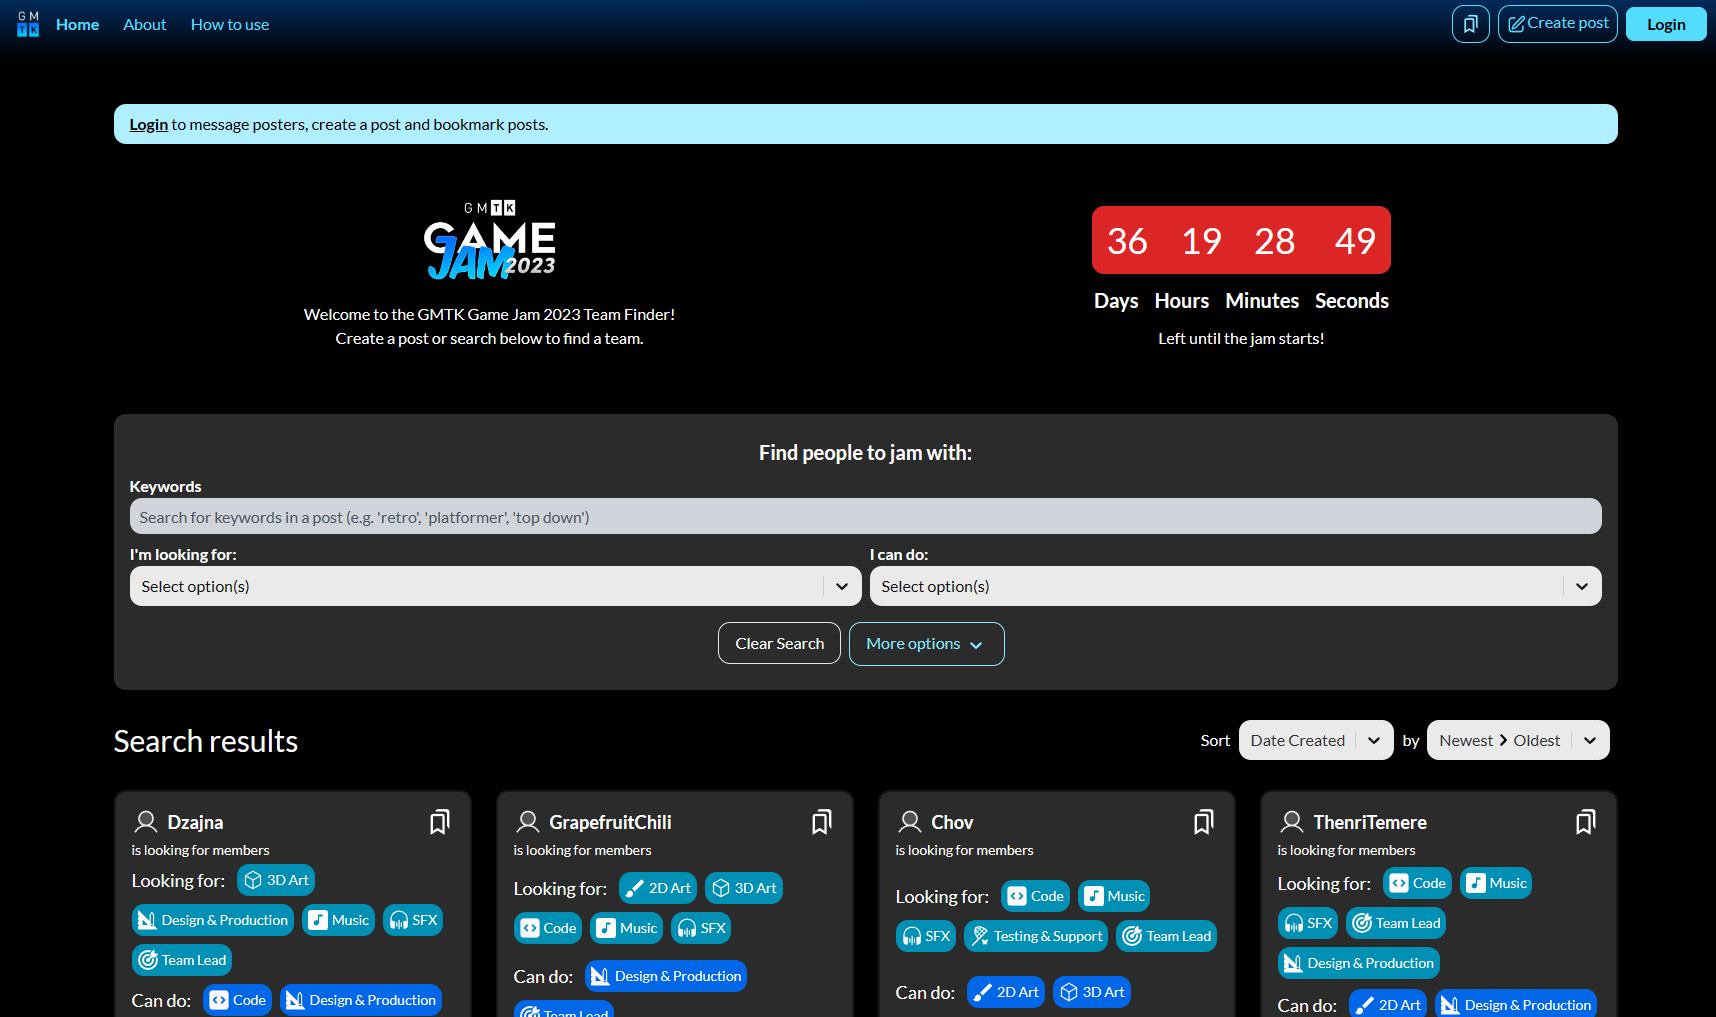 GM
TK
Home About How to use
Create post Login
Login to message posters, create a post and bookmark posts.
GMTK
GAME
JAM 2023
Welcome to the GMTK Game Jam 2023 Team Finder!
Create a post or search below to find a team.
36 19 28 49
Days Hours Minutes Seconds
Left until the jam starts!
Find people to jam with:
Keywords
Search for keywords in a post (e.g. 'retro', 'platformer', 'top down')
I'm looking for: I can do:
Select option(s) Select option(s)
Clear Search More options
Search results
Sort Date Created by Newest > Oldest
Dzajna
is looking for members
Looking for: 3D Art
Design & Production Music SFX
Team Lead
Can do: Code Design & Production
GrapefruitChili
is looking for members
Looking for: 2D Art 3D Art
Code Music SFX
Can do: Design & Production
Team Lead
Chov
is looking for members
Looking for: Code Music
SFX Testing & Support Team Lead
Can do: 2D Art 3D Art
ThenriTemere
is looking for members
Looking for: Code Music
SFX Team Lead
Design & Production
Can do: 2D Art Design & Production